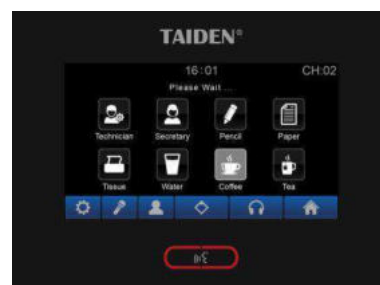 TAIDEN®
16:01 CH:02
Please Wait ...
Technician Secretary Pencil Paper
Tissue Water Coffee Tea